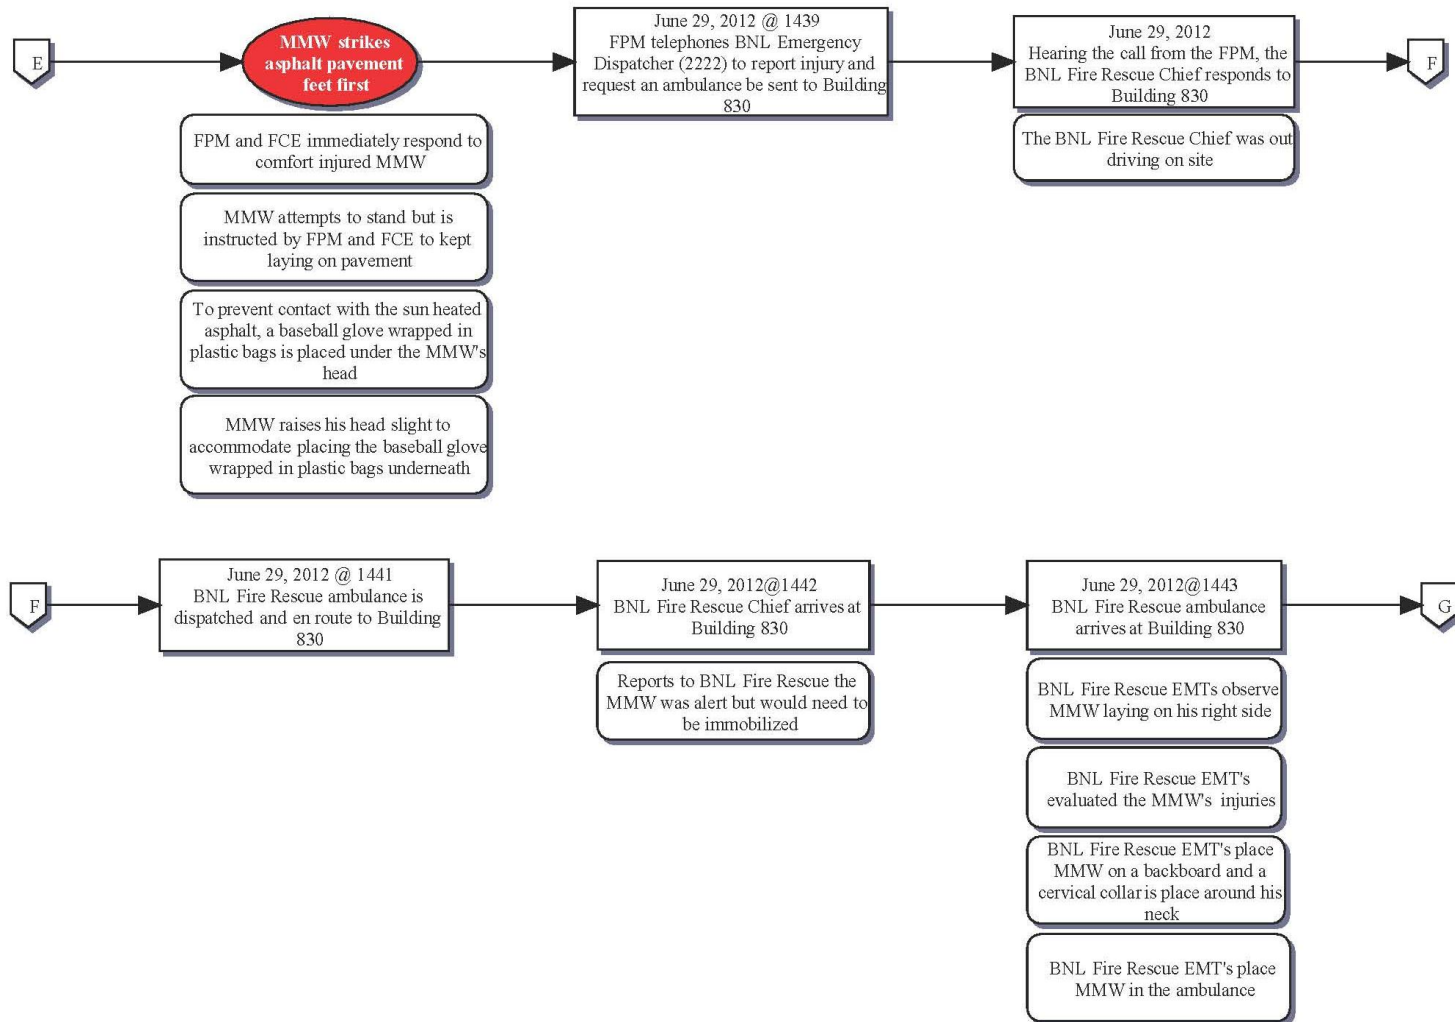 E
MMW strikes
asphalt pavement
feet first
June 29, 2012 @ 1439
FPM telephones BNL Emergency
Dispatcher (2222) to report injury and
request an ambulance be sent to Building
830
June 29, 2012
Hearing the call from the FPM, the
BNL Fire Rescue Chief responds to
Building 830
F
FPM and FCE immediately respond to
comfort injured MMW
The BNL Fire Rescue Chief was out
driving on site
MMW attempts to stand but is
instructed by FPM and FCE to kept
laying on pavement
To prevent contact with the sun heated
asphalt, a baseball glove wrapped in
plastic bags is placed under the MMW's
head
MMW raises his head slight to
accommodate placing the baseball glove
wrapped in plastic bags underneath
F
June 29, 2012 @ 1441
BNL Fire Rescue ambulance is
dispatched and en route to Building
830
June 29, 2012@1442
BNL Fire Rescue Chief arrives at
Building 830
June 29, 2012@1443
BNL Fire Rescue ambulance
arrives at Building 830
G
Reports to BNL Fire Rescue the
MMW was alert but would need to
be immobilized
BNL Fire Rescue EMTs observe
MMW laying on his right side
BNL Fire Rescue EMT's
evaluated the MMW's injuries
BNL Fire Rescue EMT's place
MMW on a backboard and a
cervical collar is place around his
neck
BNL Fire Rescue EMT's place
MMW in the ambulance